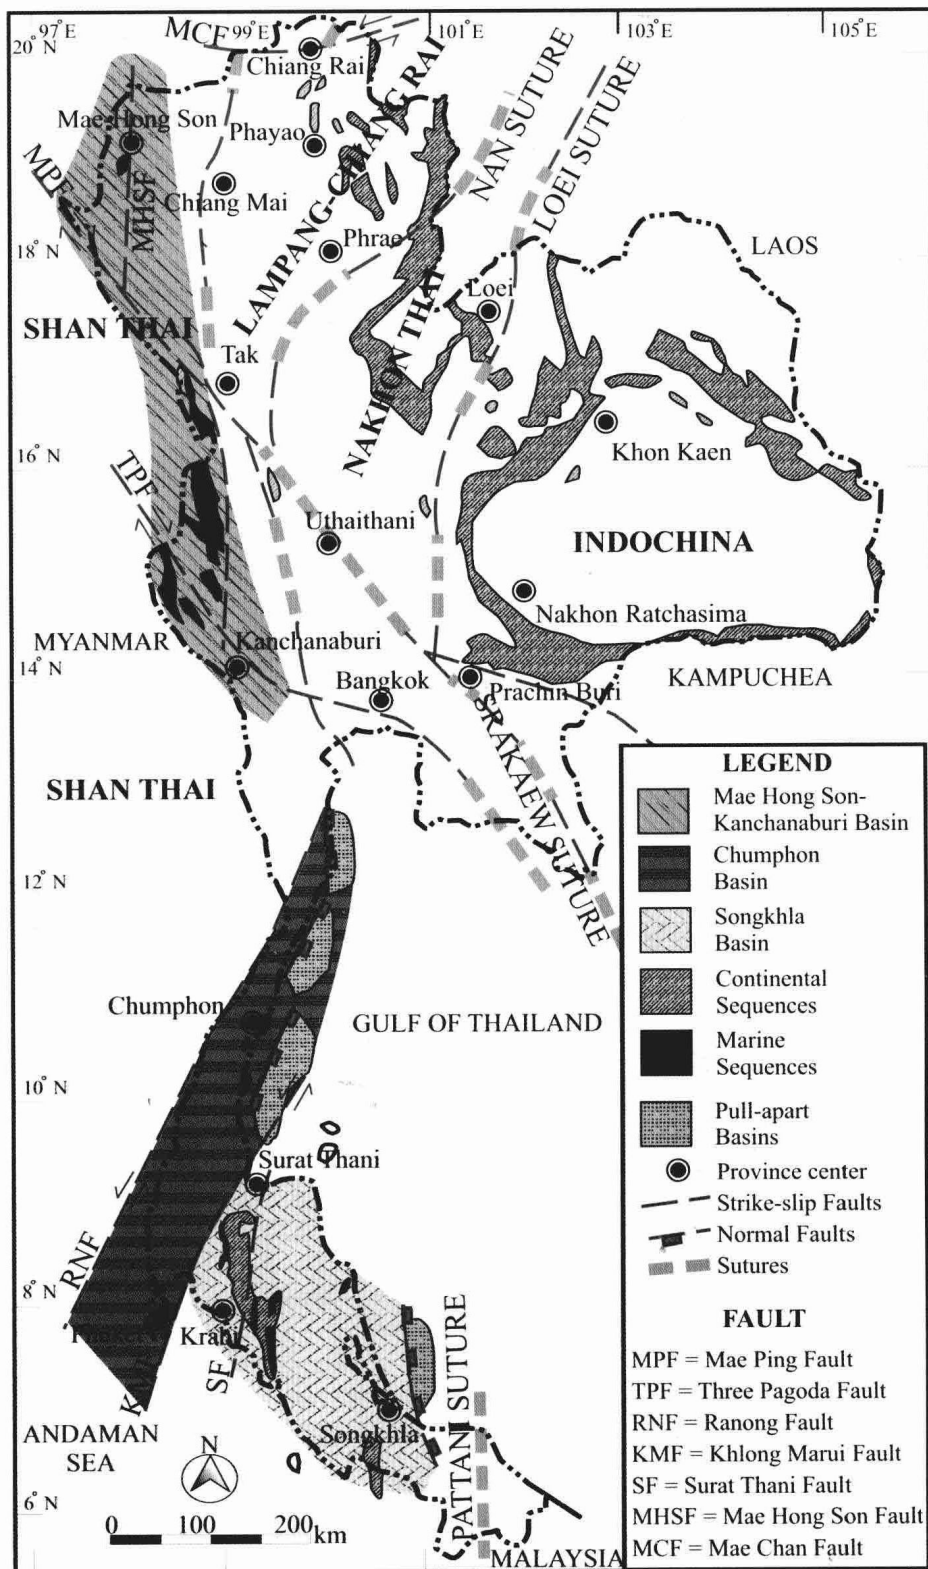 97° E
99° E
101° E
103° E
105° E
20° N
MCF
Chiang Rai
Mae Hong Son
Phayao
MPF
MHSF
Chiang Mai
LAMPANG-CHIANG RAI
NAN SUTURE
LOEI SUTURE
18° N
Phrae
LAOS
Loei
SHAN THAI
NAKHON THAI
Tak
Khon Kaen
16° N
TPF
Uthaithani
INDOCHINA
Nakhon Ratchasima
MYANMAR
Kanchanaburi
14° N
Bangkok
Prachin Buri
KAMPUCHEA
SRAKAEW SUTURE
SHAN THAI
12° N
Chumphon
GULF OF THAILAND
10° N
Surat Thani
RNF
8° N
Phuket
Krabi
KMF
SF
Songkhla
PATTANI SUTURE
ANDAMAN
SEA
N
6° N
0 100 200
km
MALAYSIA
LEGEND
Mae Hong Son-
Kanchanaburi Basin
Chumphon
Basin
Songkhla
Basin
Continental
Sequences
Marine
Sequences
Pull-apart
Basins
Province center
Strike-slip Faults
Normal Faults
Sutures
FAULT
MPF = Mae Ping Fault
TPF = Three Pagoda Fault
RNF = Ranong Fault
KMF = Khlong Marui Fault
SF = Surat Thani Fault
MHSF = Mae Hong Son Fault
MCF = Mae Chan Fault